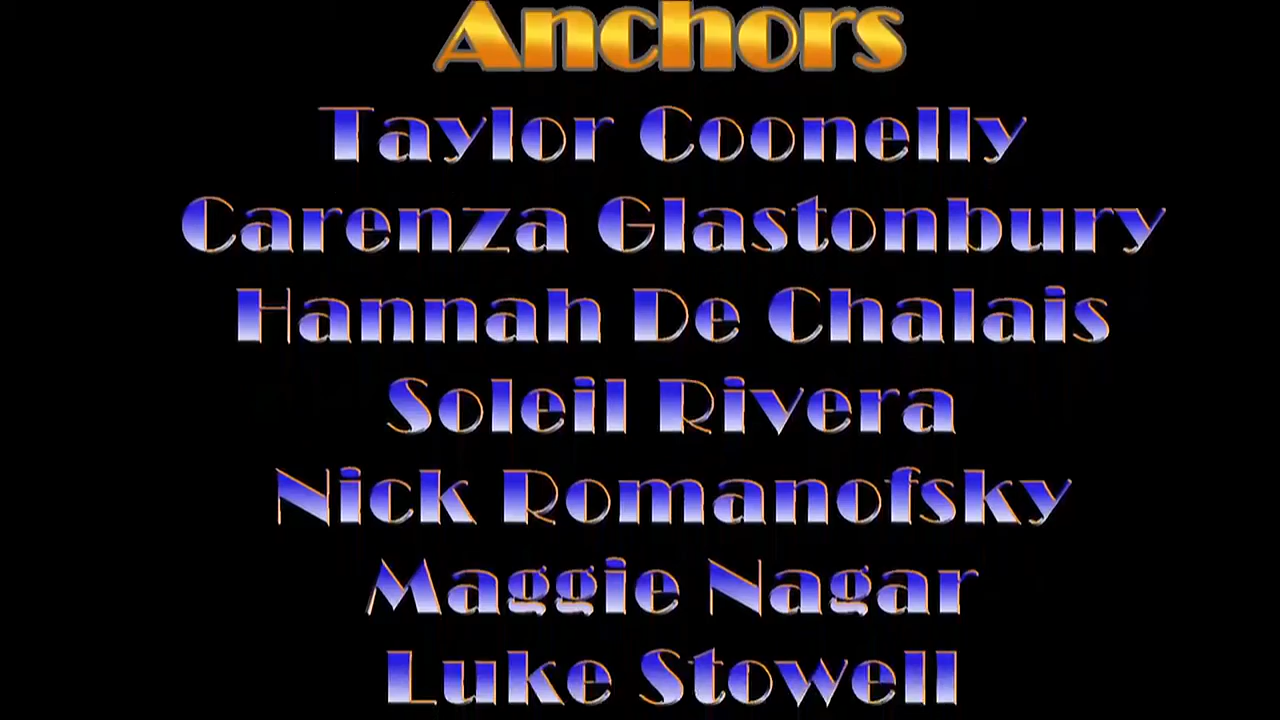 Anchors
Taylor Coonelly
Carenza Glastonbury
Hannah De Chalais
Soleil Rivera
Nick Romanofsky
Maggie Nagar
Luke Stowell